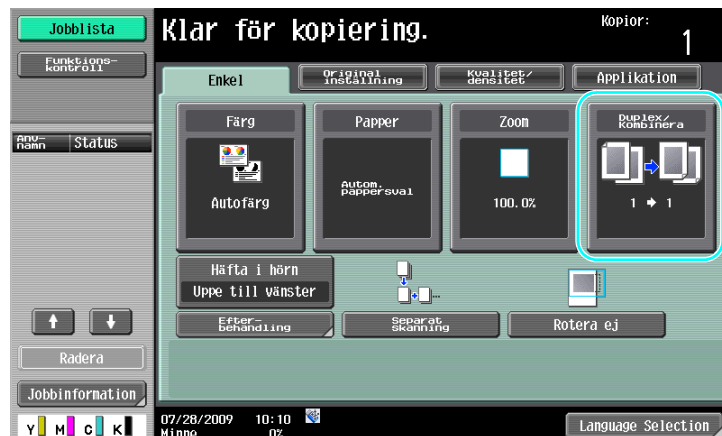 Jobblista
Klar för kopiering.
Kopior:
1
Funktions-
kontroll
Enkel
Original
inställning
Kvalitet/
densitet
Applikation
Färg
Papper
Zoom
Duplex/
Kombinera
Anv-
namn
Status
Autofärg
Autom.
pappersval
100.0%
1 → 1
Häfta i hörn
Uppe till vänster
Efter-
behandling
Separat
skanning
Rotera ej
Radera
Jobbinformation
Y M C K
07/28/2009 10:10
Minne 0%
Language Selection